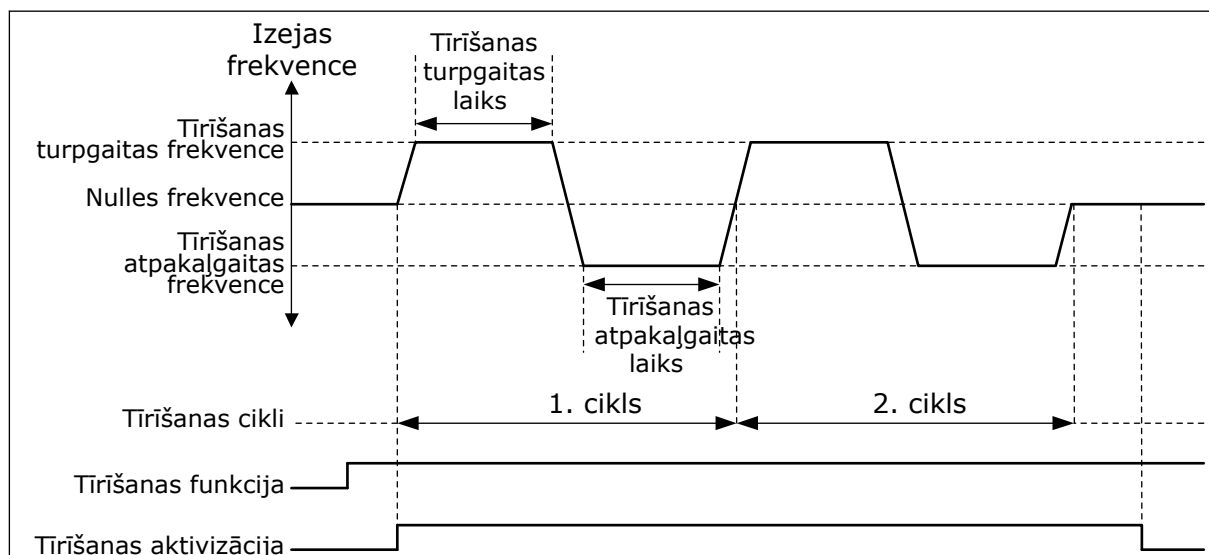 Izejas
frekvence
Tīrīšanas
turpgaitas
laiks
Tīrīšanas
turpgaitas frekvence
Nulles frekvence
Tīrīšanas
atpakaļgaitas
frekvence
Tīrīšanas
atpakaļgaitas
laiks
Tīrīšanas cikli
1. cikls
2. cikls
Tīrīšanas funkcija
Tīrīšanas aktivizācija